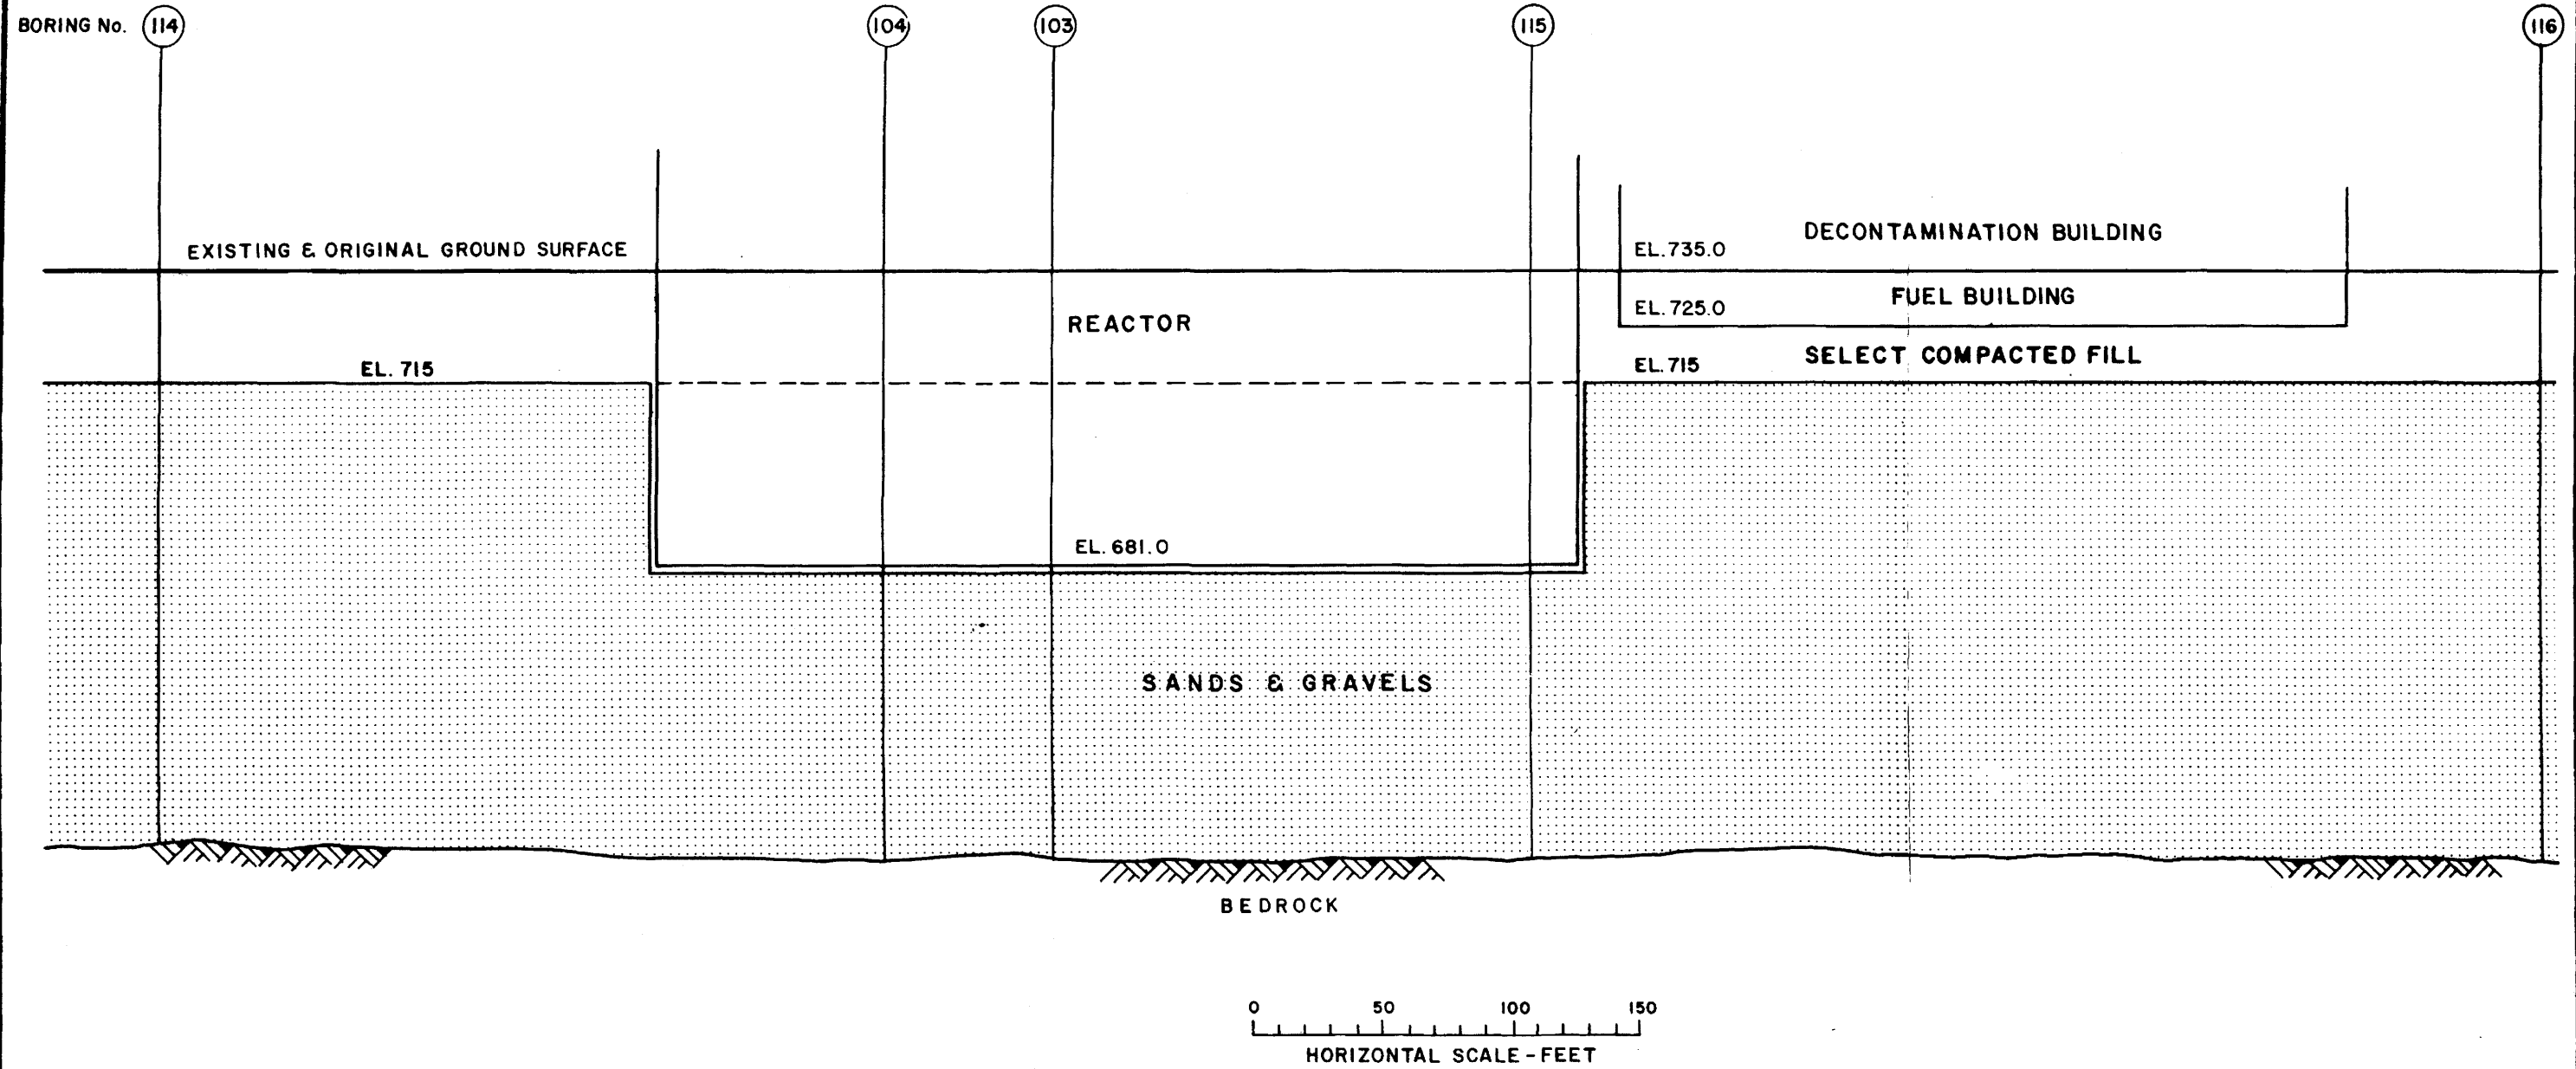 BORING No. 114 104 103 115 116
DECONTAMINATION BUILDING
EXISTING & ORIGINAL GROUND SURFACE
EL. 735.0
FUEL BUILDING
EL. 725.0
REACTOR
SELECT COMPACTED FILL
EL. 715
EL. 715
EL. 681.0
SANDS & GRAVELS
BEDROCK
0 50 100 150
HORIZONTAL SCALE - FEET